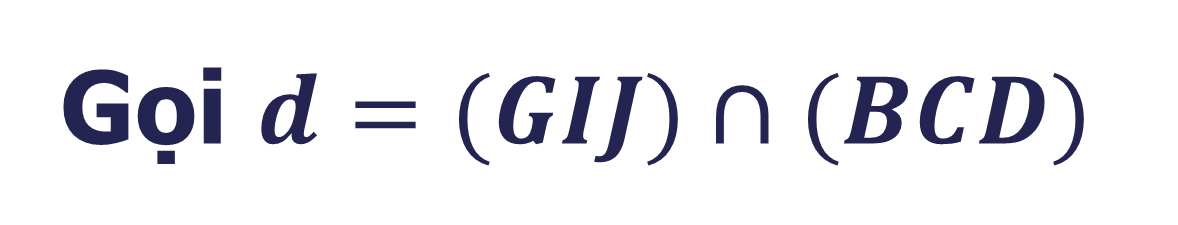 Gọi d = (GIJ) ∩ (BCD)